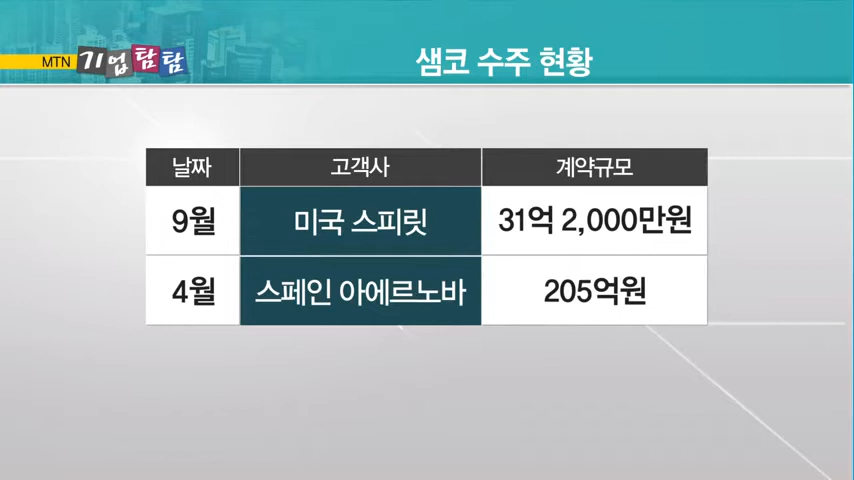 MTN 기업탐탐
샘코 수주 현황
날짜 고객사 계약규모
9월 미국 스피릿 31억 2,000만원
4월 스페인 아에르노바 205억원